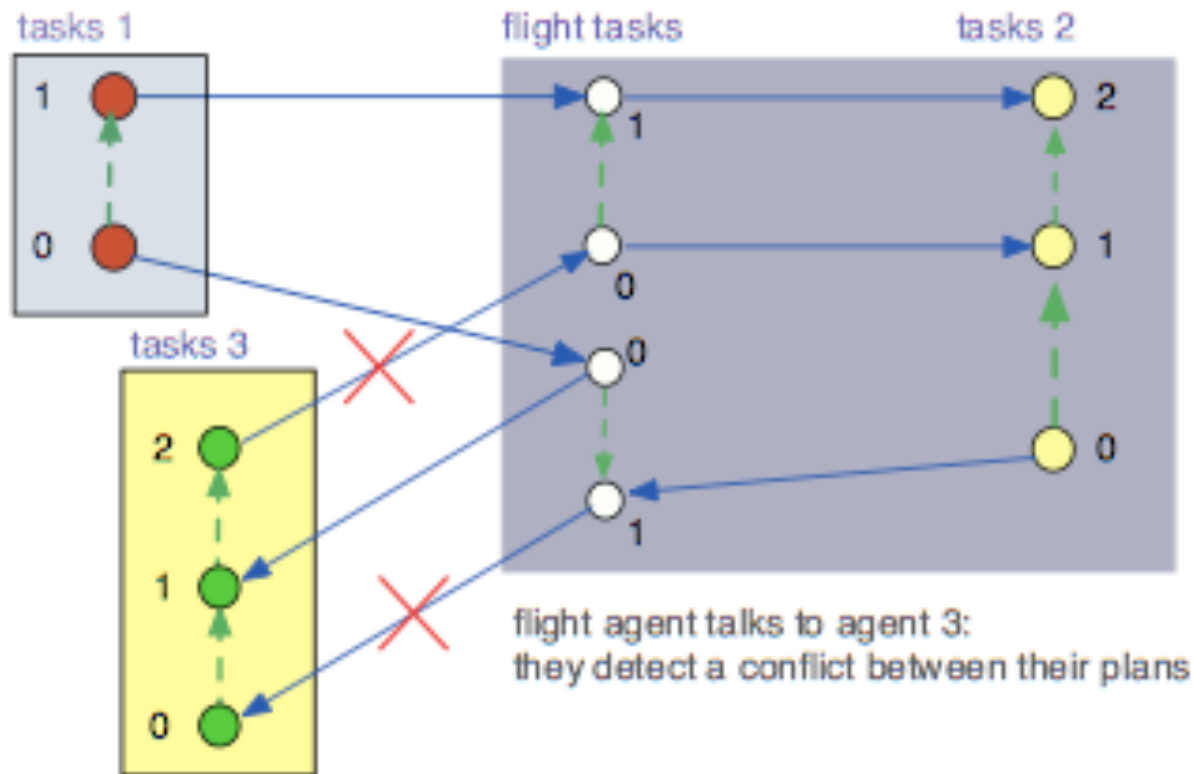 tasks 1
flight tasks
tasks 2
1
1
2
0
0
1
tasks 3
0
2
0
1
1
0
flight agent talks to agent 3:
they detect a conflict between their plans